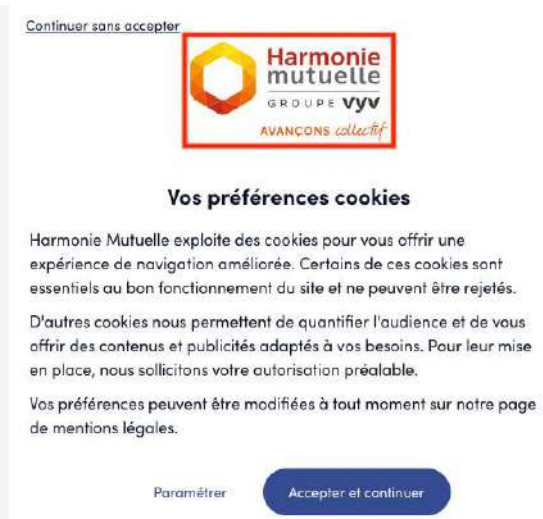 Continuer sans accepter
Harmonie
mutuelle
GROUPE vyv
AVANÇONS collectif
Vos préférences cookies
Harmonie Mutuelle exploite des cookies pour vous offrir une
expérience de navigation améliorée. Certains de ces cookies sont
essentiels au bon fonctionnement du site et ne peuvent être rejetés.
D'autres cookies nous permettent de quantifier l'audience et de vous
offrir des contenus et publicités adaptés à vos besoins. Pour leur mise
en place, nous sollicitons votre autorisation préalable.
Vos préférences peuvent être modifiées à tout moment sur notre page
de mentions légales.
Paramétrer Accepter et continuer